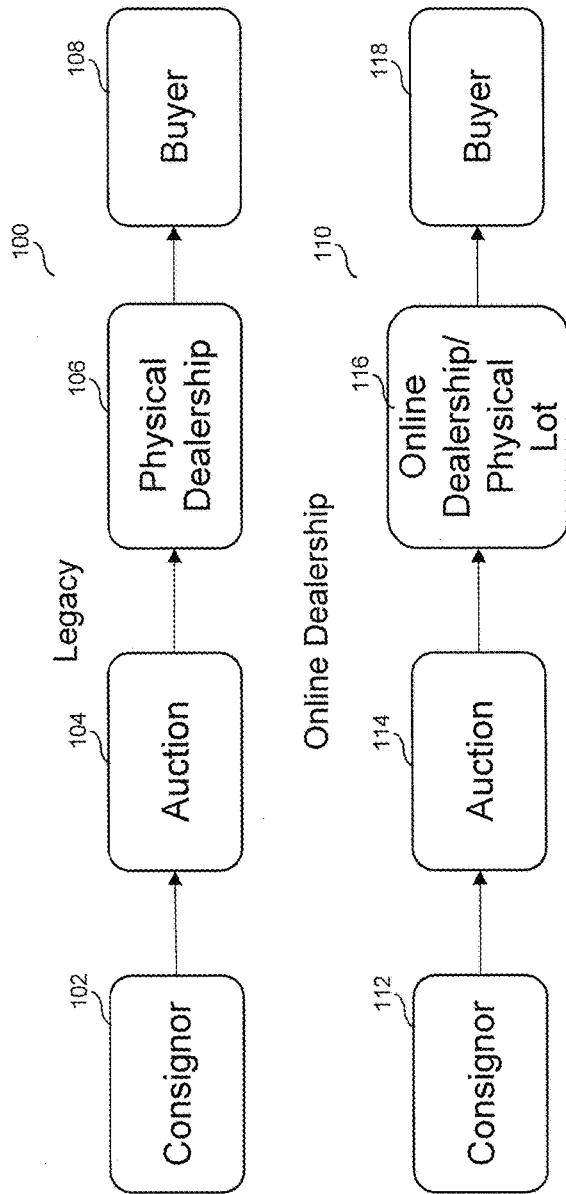 Legacy
100
102
Consignor
104
Auction
106
Physical
Dealership
108
Buyer
Online Dealership
110
112
Consignor
114
Auction
116
Online
Dealership/
Physical
Lot
118
Buyer